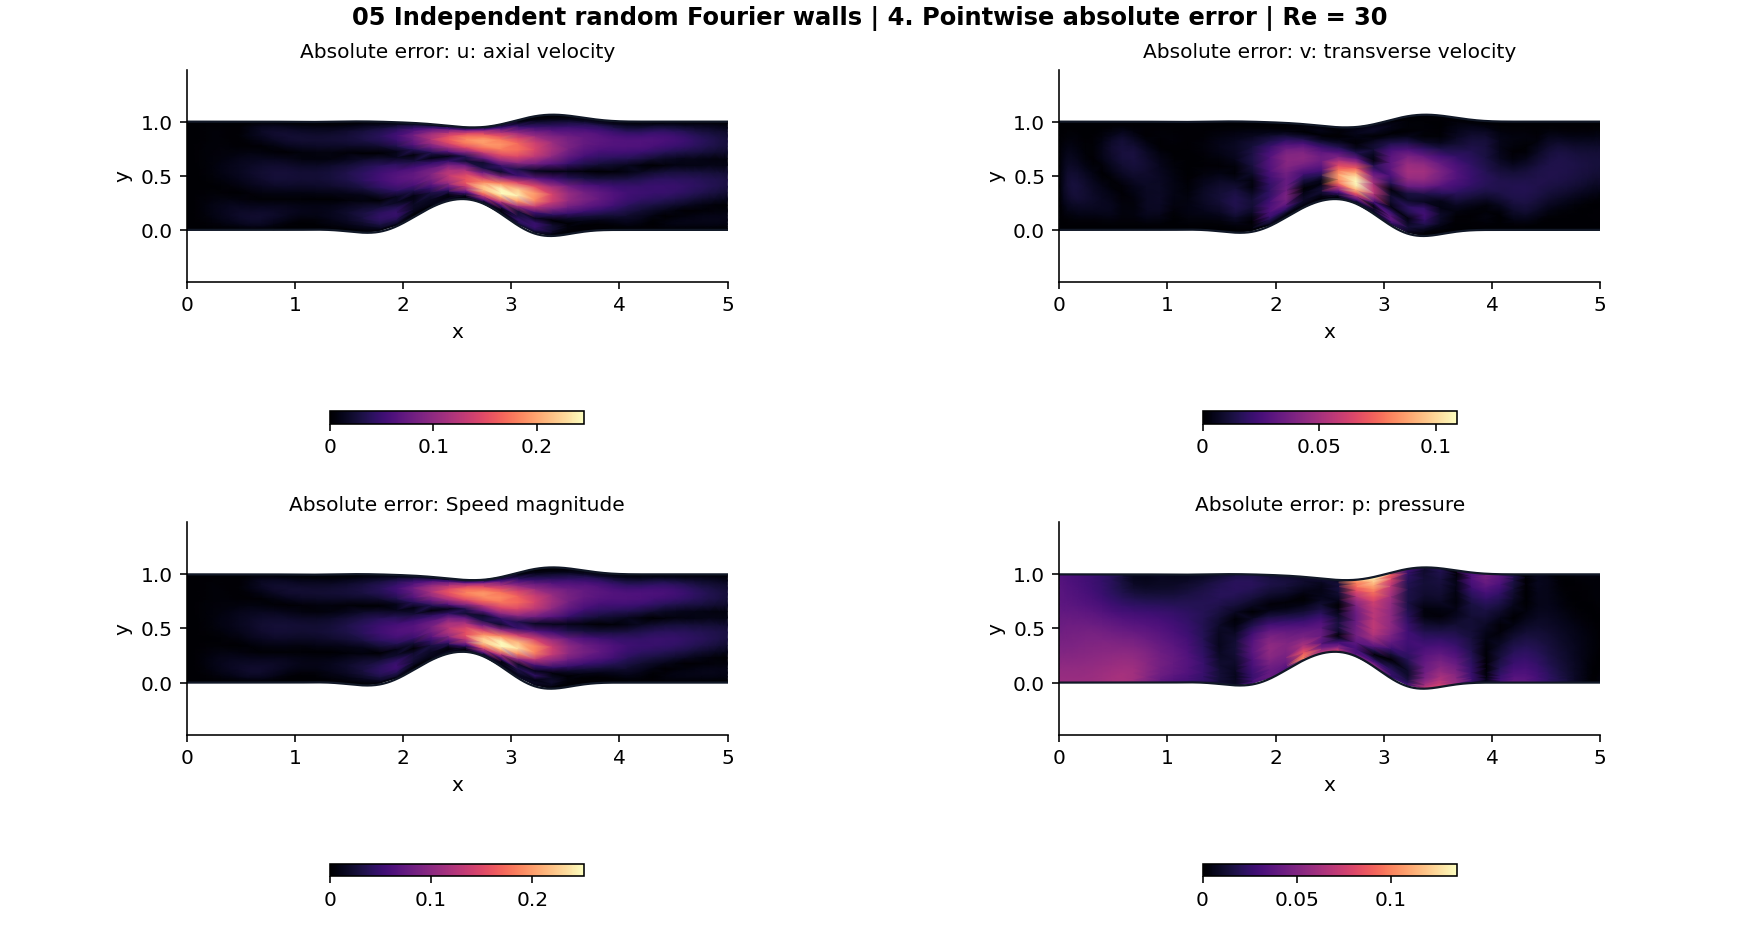 05 Independent random Fourier walls | 4. Pointwise absolute error | Re = 30
Absolute error: u: axial velocity
1.0
0.5
0.0
y
0 1 2 3 4 5
x
0 0.1 0.2
Absolute error: v: transverse velocity
1.0
0.5
0.0
y
0 1 2 3 4 5
x
0 0.05 0.1
Absolute error: Speed magnitude
1.0
0.5
0.0
y
0 1 2 3 4 5
x
0 0.1 0.2
Absolute error: p: pressure
1.0
0.5
0.0
y
0 1 2 3 4 5
x
0 0.05 0.1